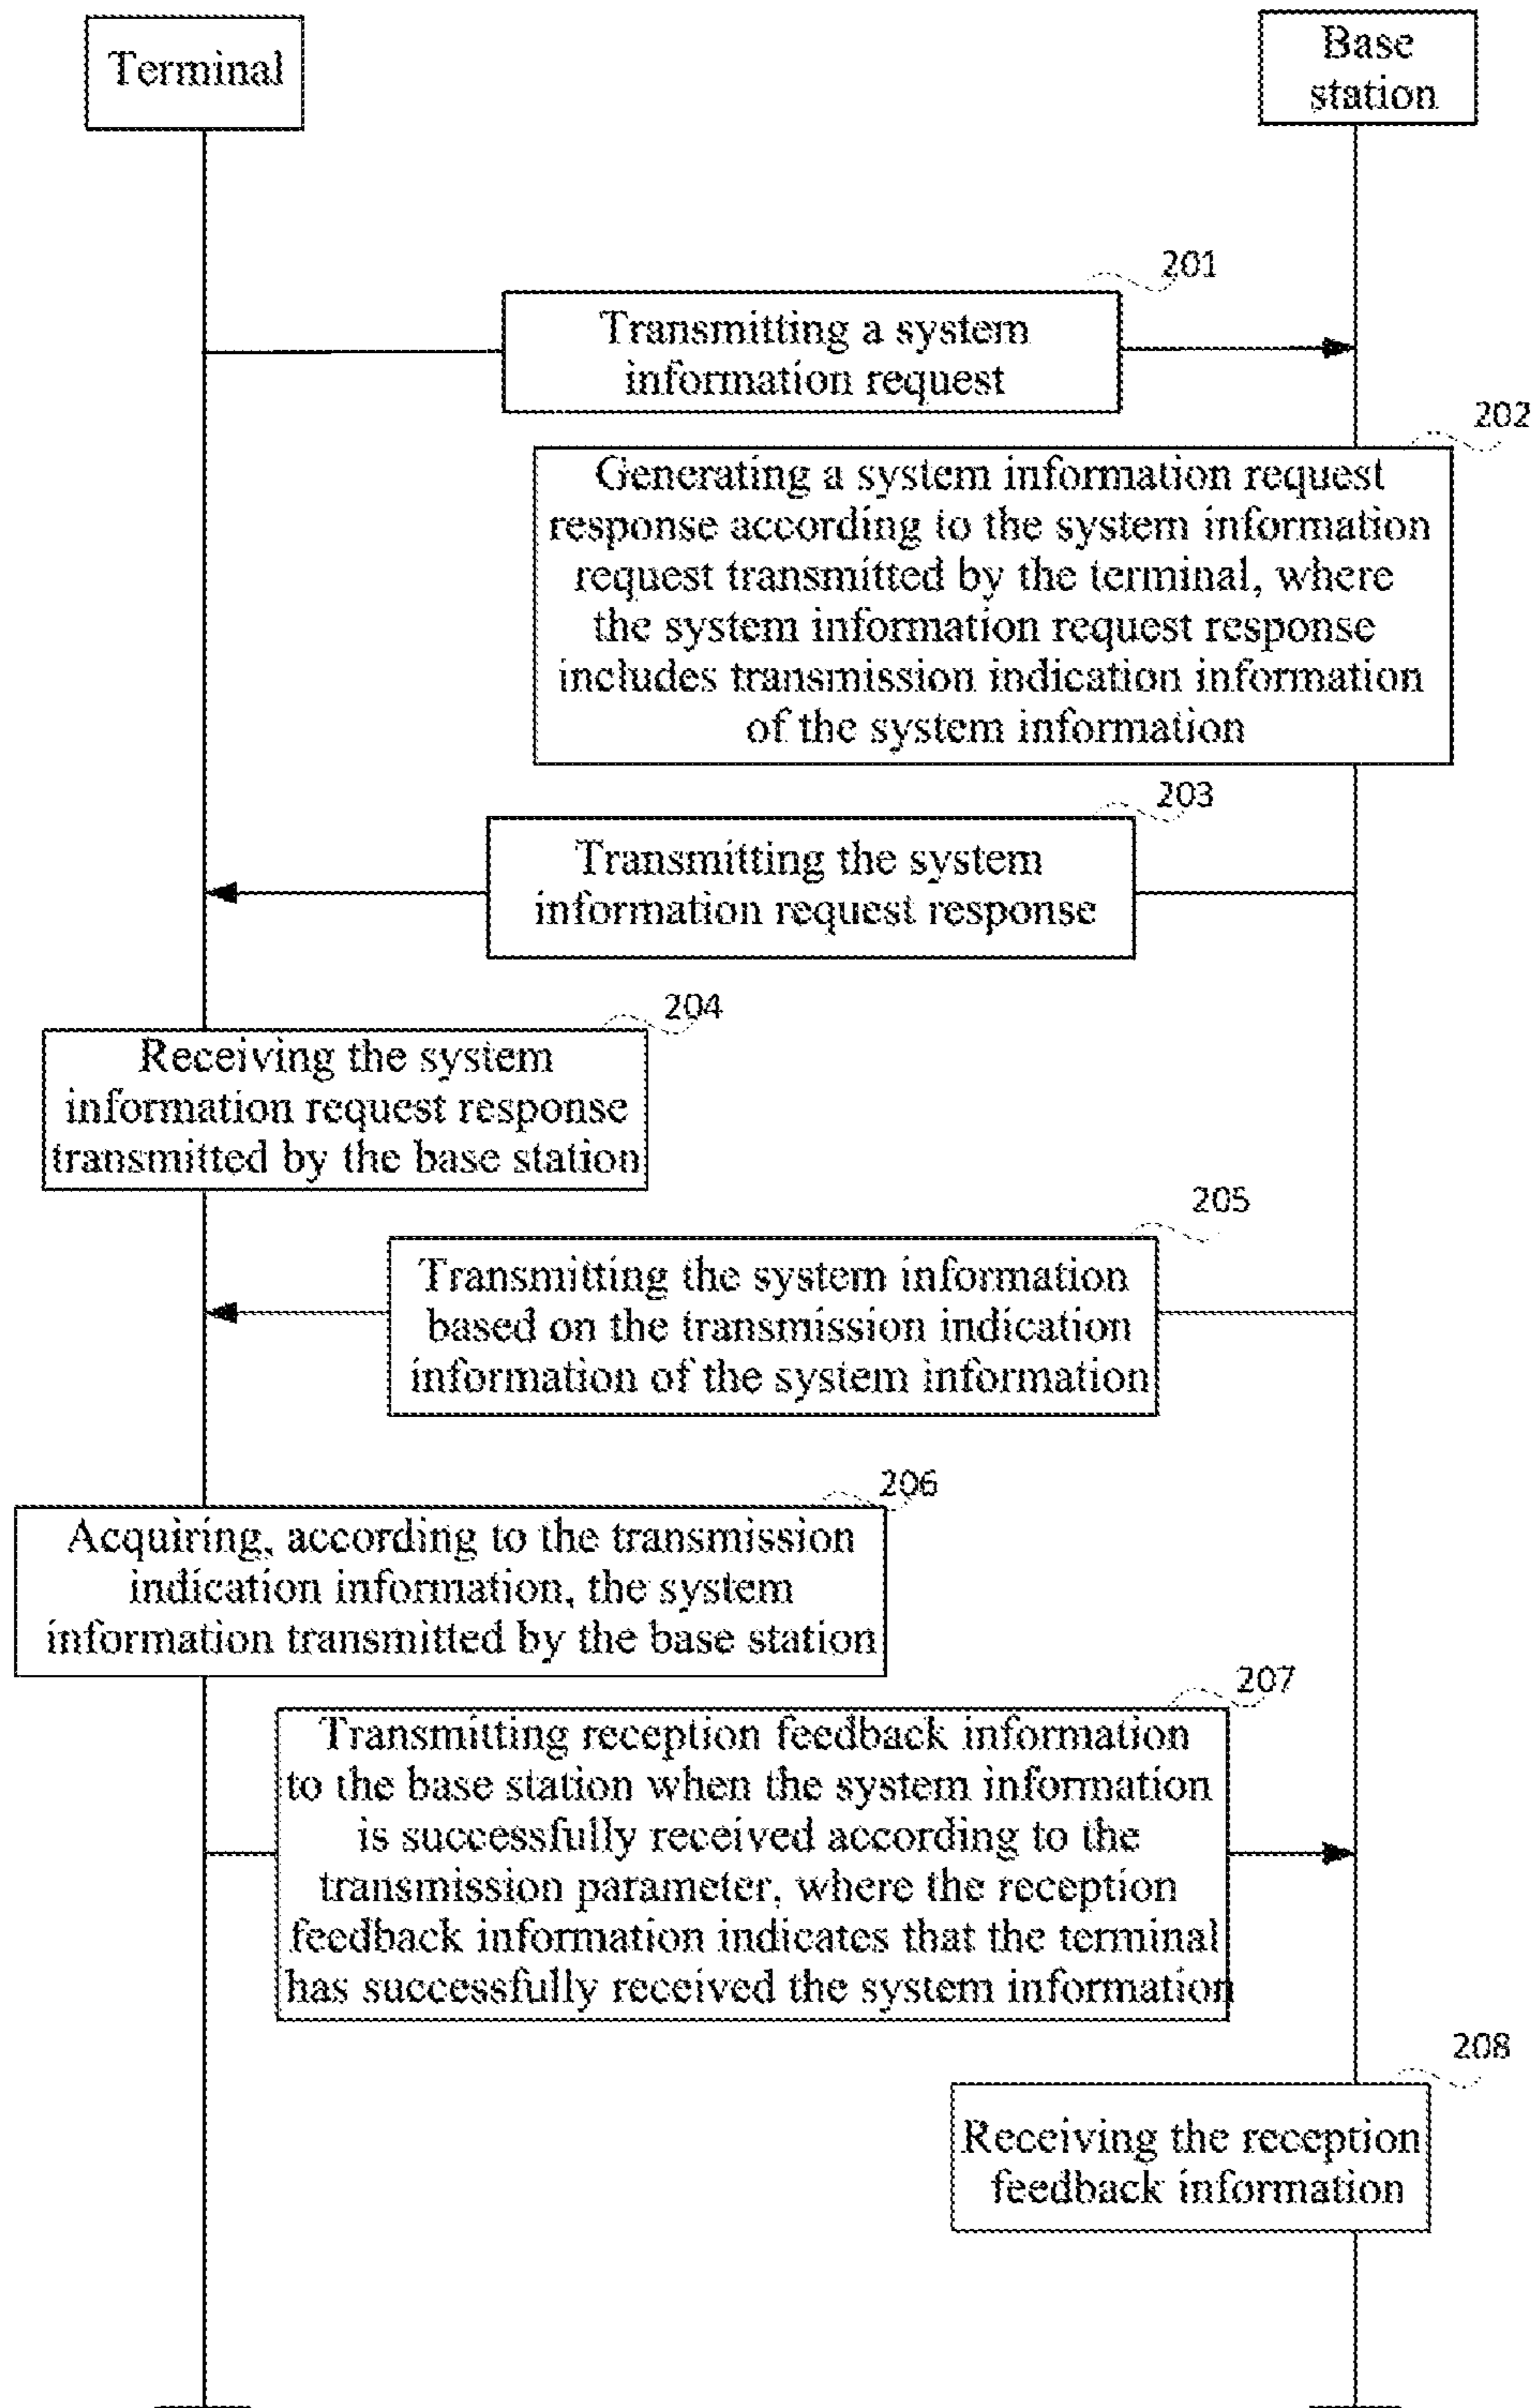 Terminal
Base
station
201
Transmitting a system
information request
202
Generating a system information request
response according to the system information
request transmitted by the terminal, where
the system information request response
includes transmission indication information
of the system information
203
Transmitting the system
information request response
204
Receiving the system
information request response
transmitted by the base station
205
Transmitting the system information
based on the transmission indication
information of the system information
206
Acquiring, according to the transmission
indication information, the system
information transmitted by the base station
207
Transmitting reception feedback information
to the base station when the system information
is successfully received according to the
transmission parameter, where the reception
feedback information indicates that the terminal
has successfully received the system information
208
Receiving the reception
feedback information